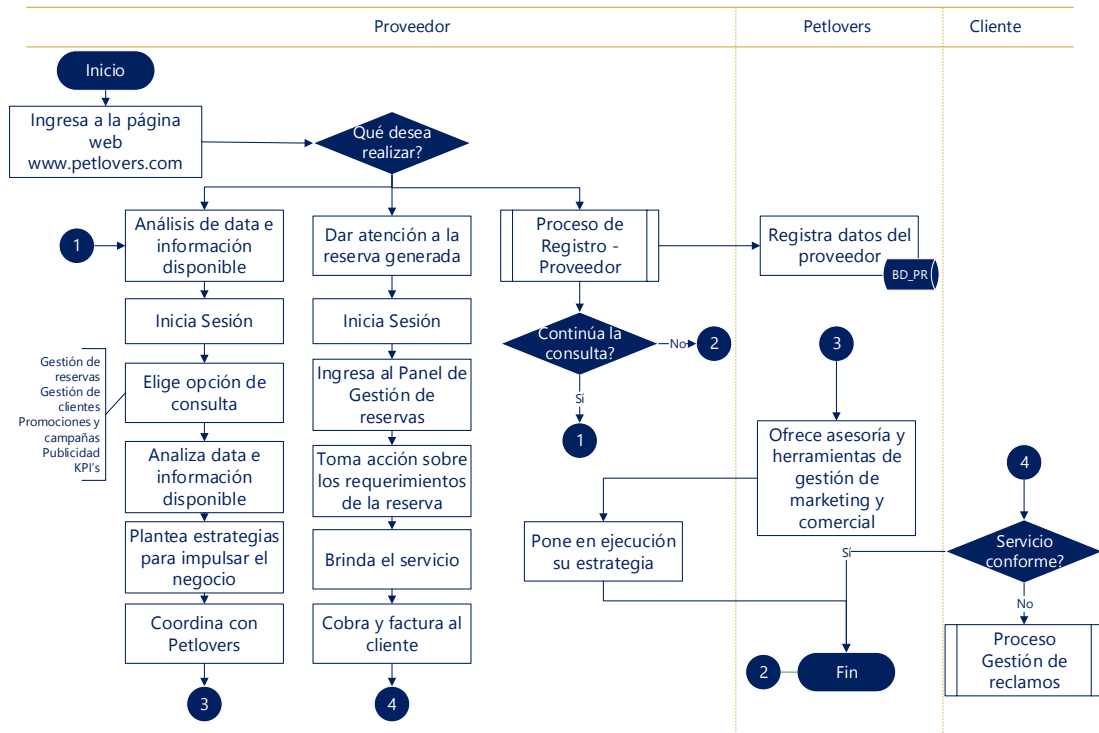 Proveedor
Petlovers
Cliente
Inicio
Ingresa a la página
web
www.petlovers.com
Qué desea
realizar?
1
Análisis de data e
información
disponible
Dar atención a la
reserva generada
Proceso de
Registro -
Proveedor
Registra datos del
proveedor
BD_PR
Inicia Sesión
Inicia Sesión
Continúa la
consulta?
No
2
3
Sí
1
Gestión de
reservas
Gestión de
clientes
Promociones y
campañas
Publicidad
KPI's
Elige opción de
consulta
Ingresa al Panel de
Gestión de
reservas
Analiza data e
información
disponible
Toma acción sobre
los requerimientos
de la reserva
Ofrece asesoría y
herramientas de
gestión de
marketing y
comercial
4
Plantea estrategias
para impulsar el
negocio
Brinda el servicio
Pone en ejecución
su estrategia
Sí
Servicio
conforme?
No
Coordina con
Petlovers
Cobra y factura al
cliente
Proceso
Gestión de
reclamos
3
4
2
Fin